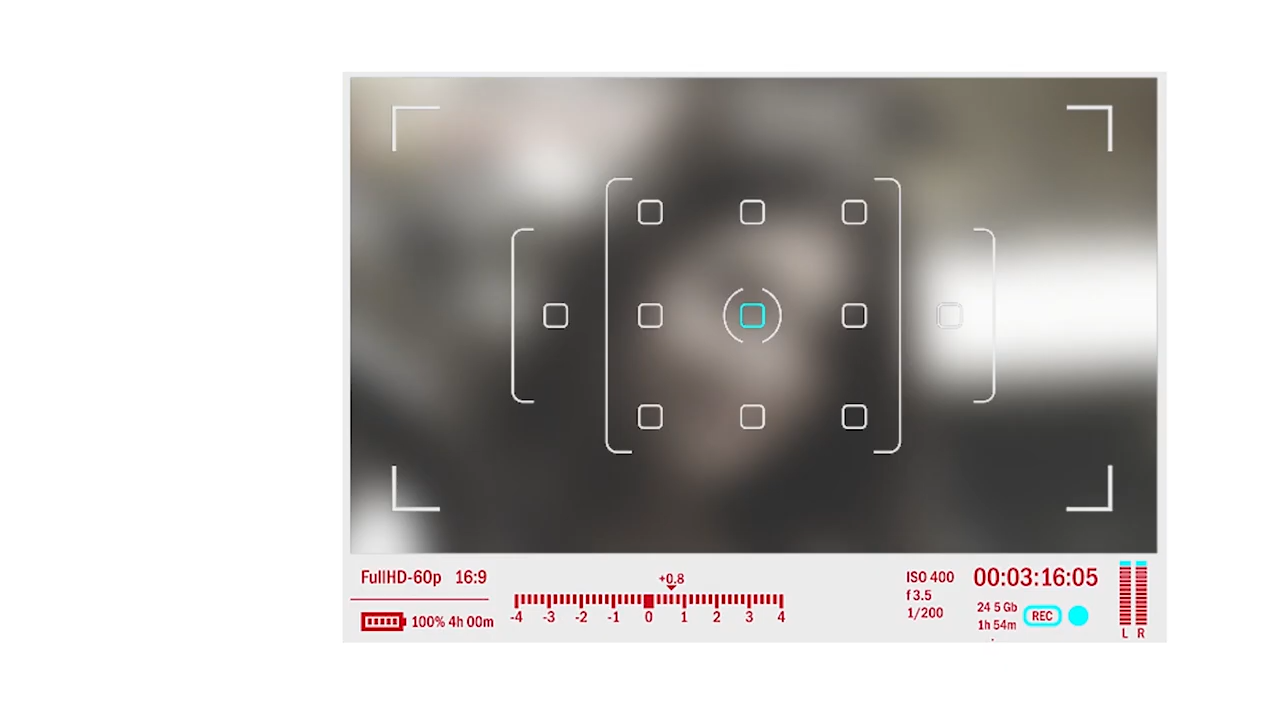 FullHD-60p 16:9
100% 4h 00m
+0.8
-4 -3 -2 -1 0 1 2 3 4
ISO 400
f 3.5
1/200
00:03:16:05
24 5 Gb
1h 54m
REC
L R